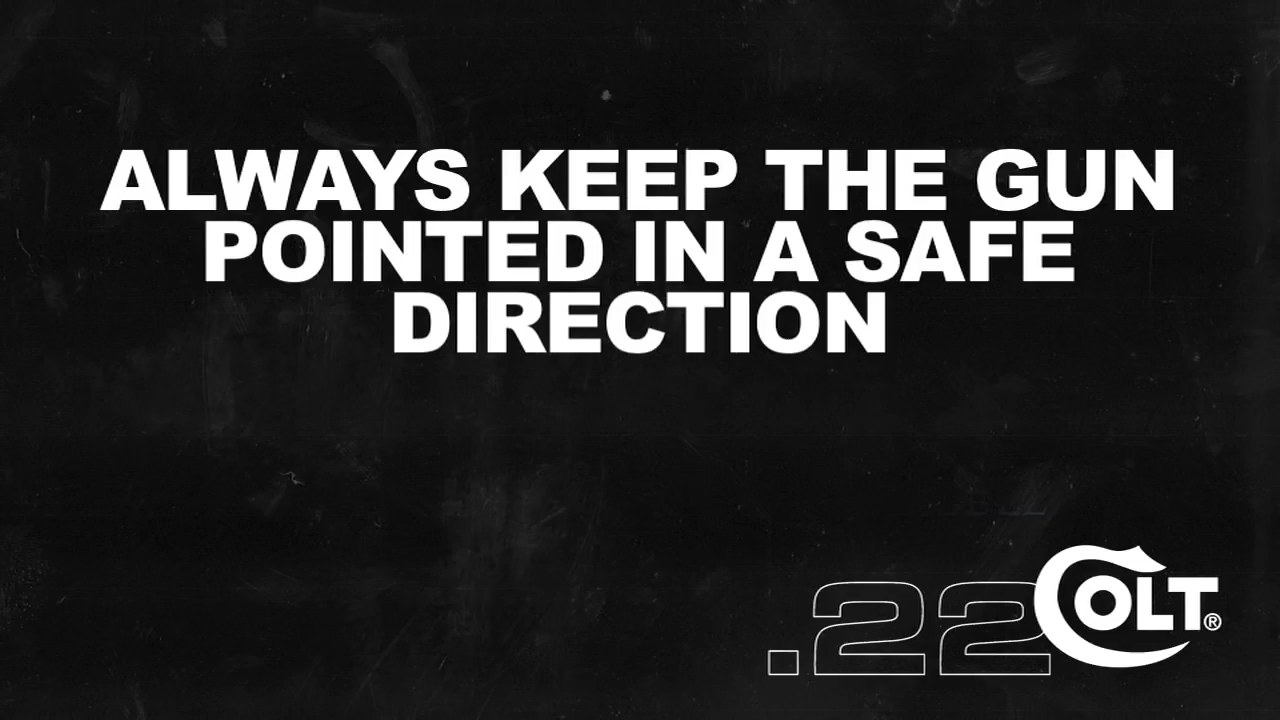 ALWAYS KEEP THE GUN
POINTED IN A SAFE
DIRECTION
.22 COLT®